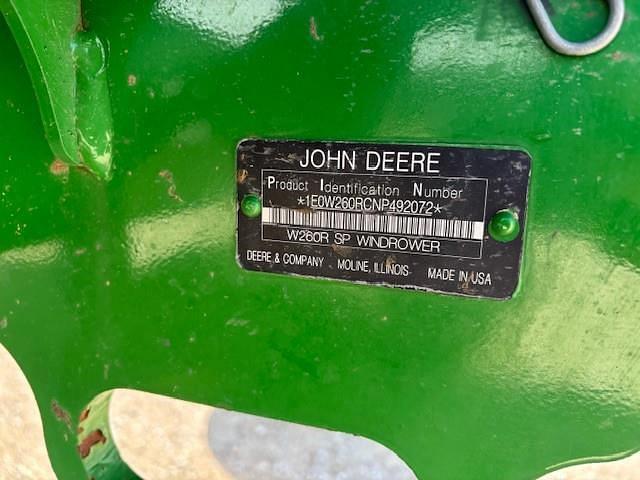 JOHN DEERE
Product Identification Number
*1E0W260RCNP492072*
W260R SP WINDROWER
DEERE & COMPANY MOLINE, ILLINOIS MADE IN USA